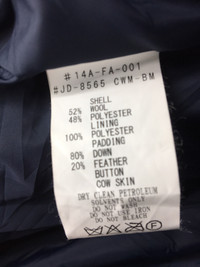 #14A-FA-001
#JD-8565 CWM-BM
SHELL
52% WOOL
48% POLYESTER
LINING
100% POLYESTER
PADDING
80% DOWN
20% FEATHER
BUTTON
COW SKIN
DRY CLEAN PETROLEUM
SOLVENTS ONLY
DO NOT WASH
DO NOT USE IRON
DO NOT BLEACH
F